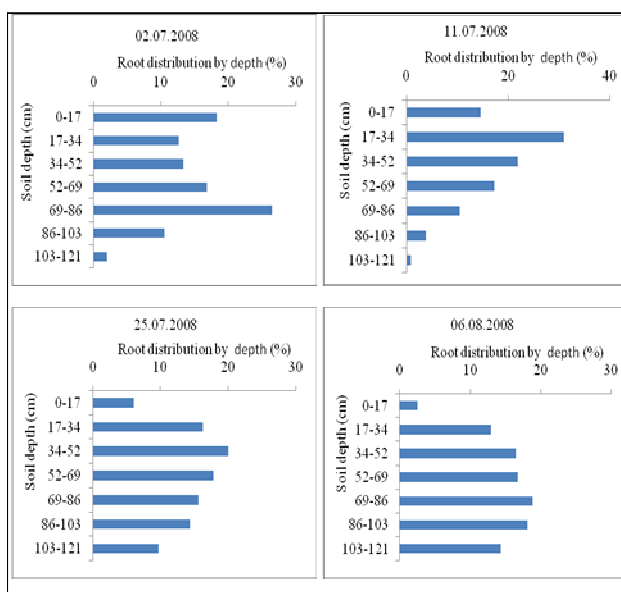 02.07.2008
Root distribution by depth (%)
0 10 20 30
Soil depth (cm)
0-17
17-34
34-52
52-69
69-86
86-103
103-121
11.07.2008
Root distribution by depth (%)
0 20 40
Soil depth (cm)
0-17
17-34
34-52
52-69
69-86
86-103
103-121
25.07.2008
Root distribution by depth (%)
0 10 20 30
Soil depth (cm)
0-17
17-34
34-52
52-69
69-86
86-103
103-121
06.08.2008
Root distribution by depth (%)
0 10 20 30
Soil depth (cm)
0-17
17-34
34-52
52-69
69-86
86-103
103-121